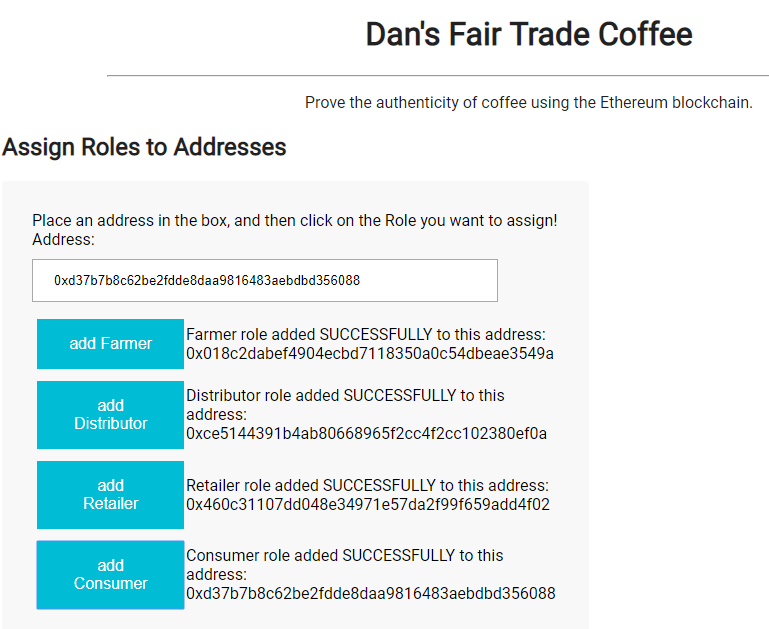 Dan's Fair Trade Coffee
Prove the authenticity of coffee using the Ethereum blockchain.
Assign Roles to Addresses
Place an address in the box, and then click on the Role you want to assign!
Address:
0xd37b7b8c62be2fdde8daa9816483aebdbd356088
add Farmer
Farmer role added SUCCESSFULLY to this address:
0x018c2dabef4904ecbd7118350a0c54dbeae3549a
add
Distributor
Distributor role added SUCCESSFULLY to this
address:
0xce5144391b4ab80668965f2cc4f2cc102380ef0a
add
Retailer
Retailer role added SUCCESSFULLY to this address:
0x460c31107dd048e34971e57da2f99f659add4f02
add
Consumer
Consumer role added SUCCESSFULLY to this
address:
0xd37b7b8c62be2fdde8daa9816483aebdbd356088